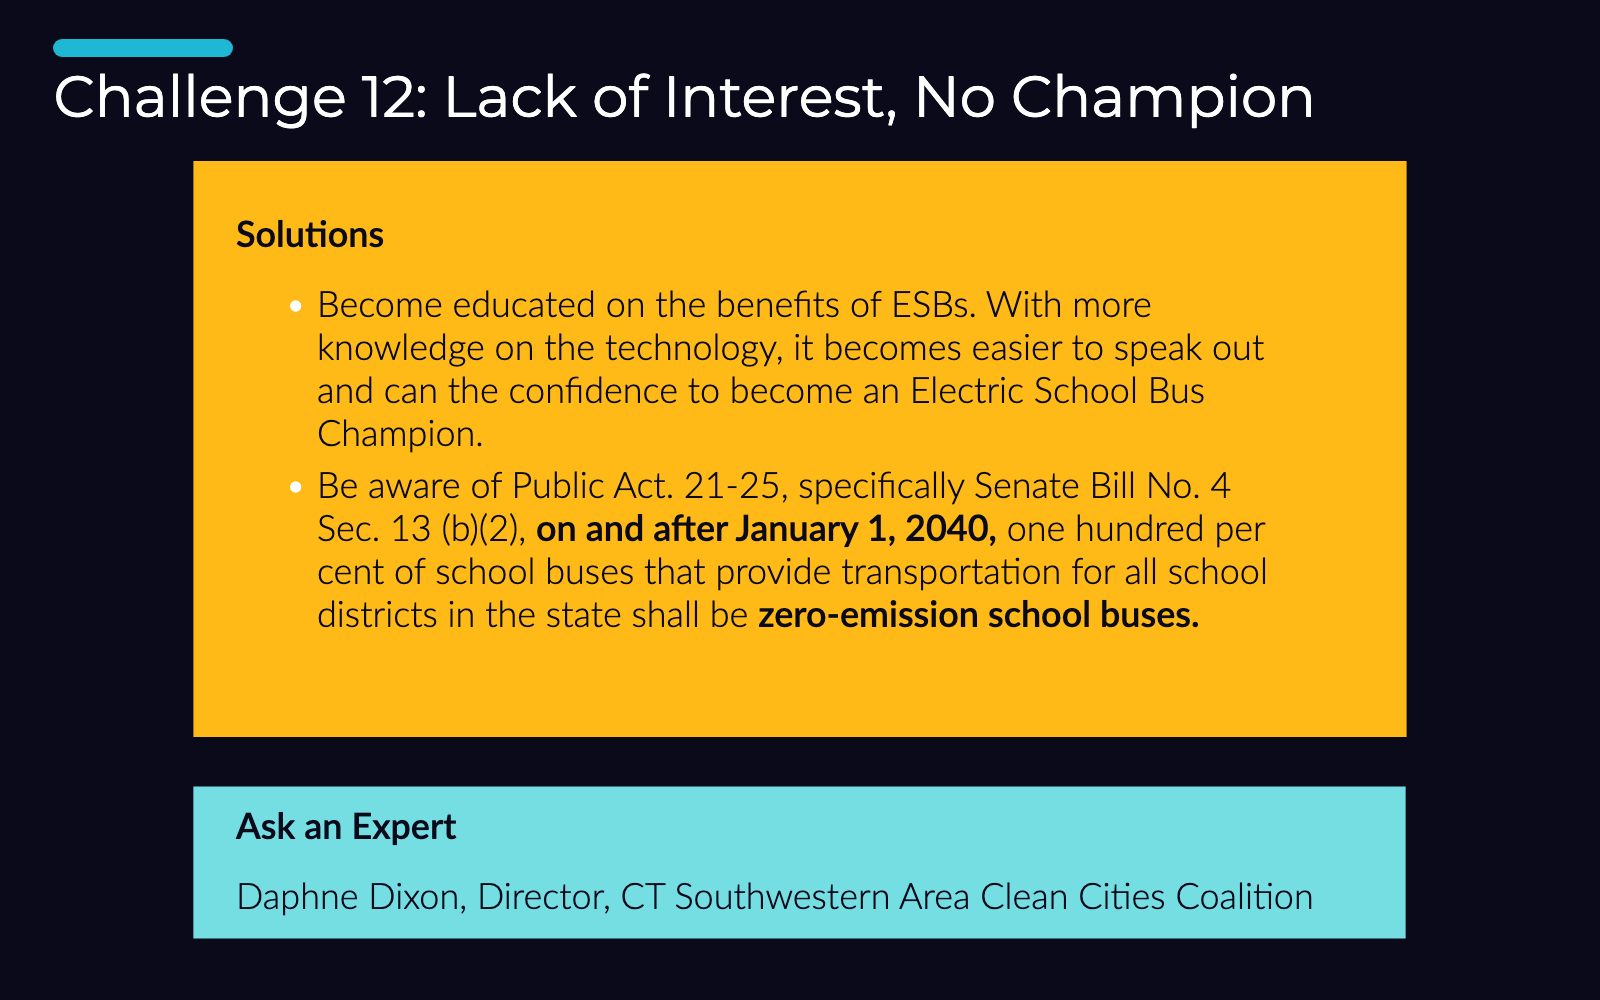 Challenge 12: Lack of Interest, No Champion
Solutions
• Become educated on the benefits of ESBs. With more
knowledge on the technology, it becomes easier to speak out
and can the confidence to become an Electric School Bus
Champion.
• Be aware of Public Act. 21-25, specifically Senate Bill No. 4
Sec. 13 (b)(2), on and after January 1, 2040, one hundred per
cent of school buses that provide transportation for all school
districts in the state shall be zero-emission school buses.
Ask an Expert
Daphne Dixon, Director, CT Southwestern Area Clean Cities Coalition